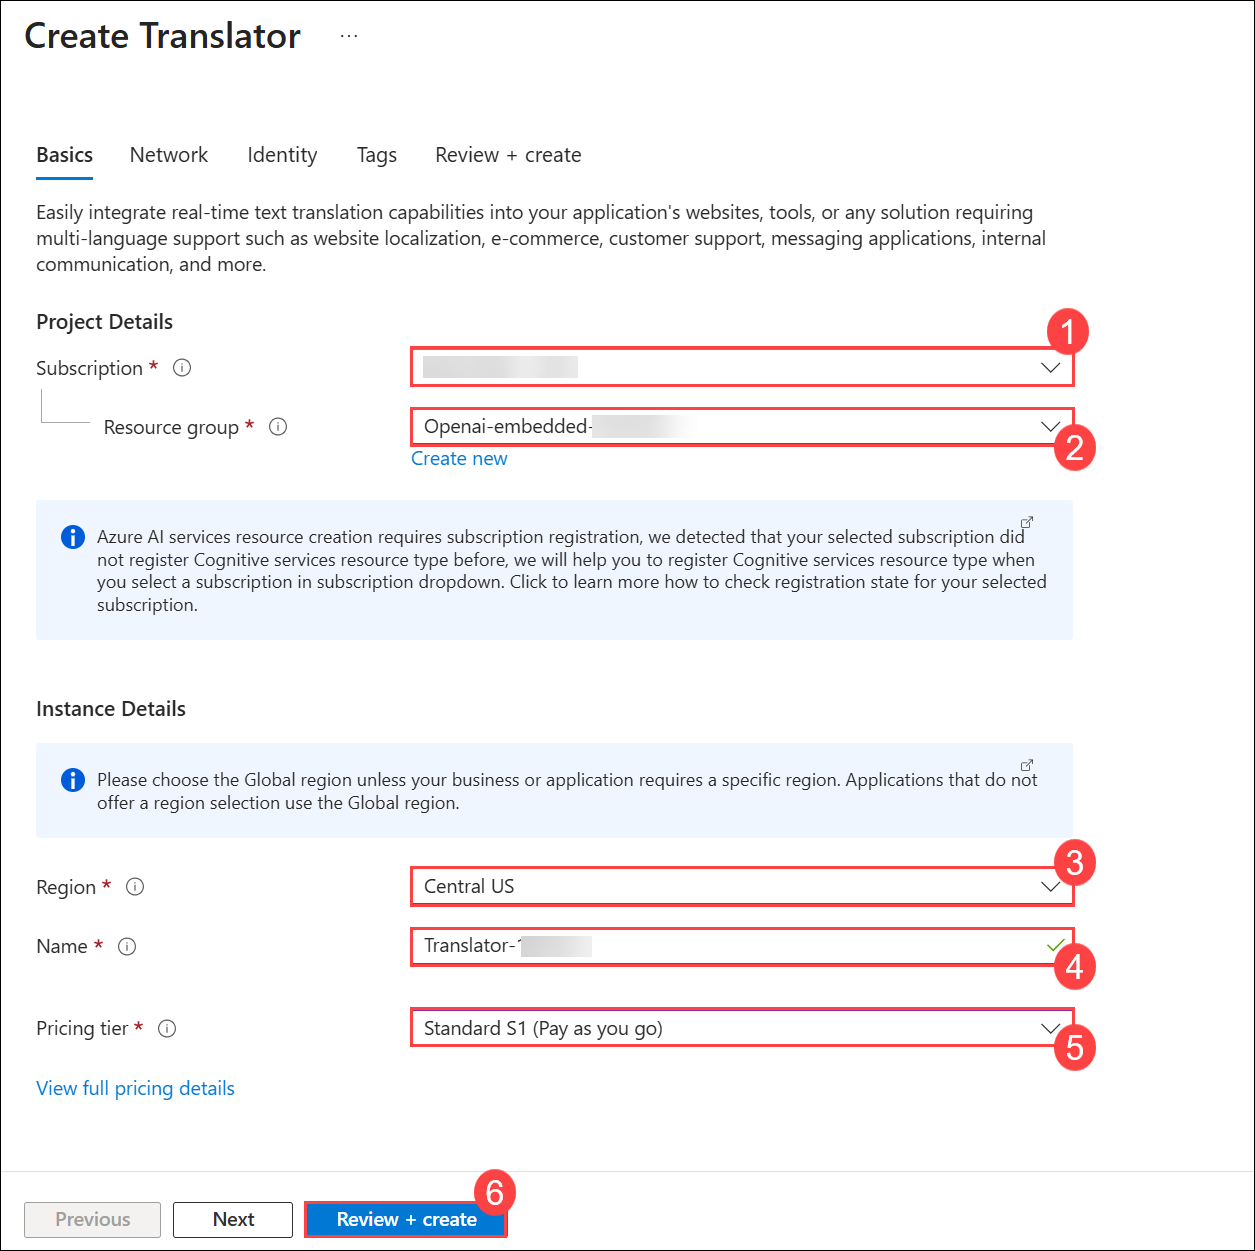 Create Translator ...
Basics Network Identity Tags Review + create
Easily integrate real-time text translation capabilities into your application's websites, tools, or any solution requiring
multi-language support such as website localization, e-commerce, customer support, messaging applications, internal
communication, and more.
Project Details
1
Subscription *
Resource group * Openai-embedded-
2
Create new
Azure AI services resource creation requires subscription registration, we detected that your selected subscription did
not register Cognitive services resource type before, we will help you to register Cognitive services resource type when
you select a subscription in subscription dropdown. Click to learn more how to check registration state for your selected
subscription.
Instance Details
Please choose the Global region unless your business or application requires a specific region. Applications that do not
offer a region selection use the Global region.
3
Region * Central US
Name * Translator-
4
Pricing tier * Standard S1 (Pay as you go)
5
View full pricing details
6
Previous Next Review + create